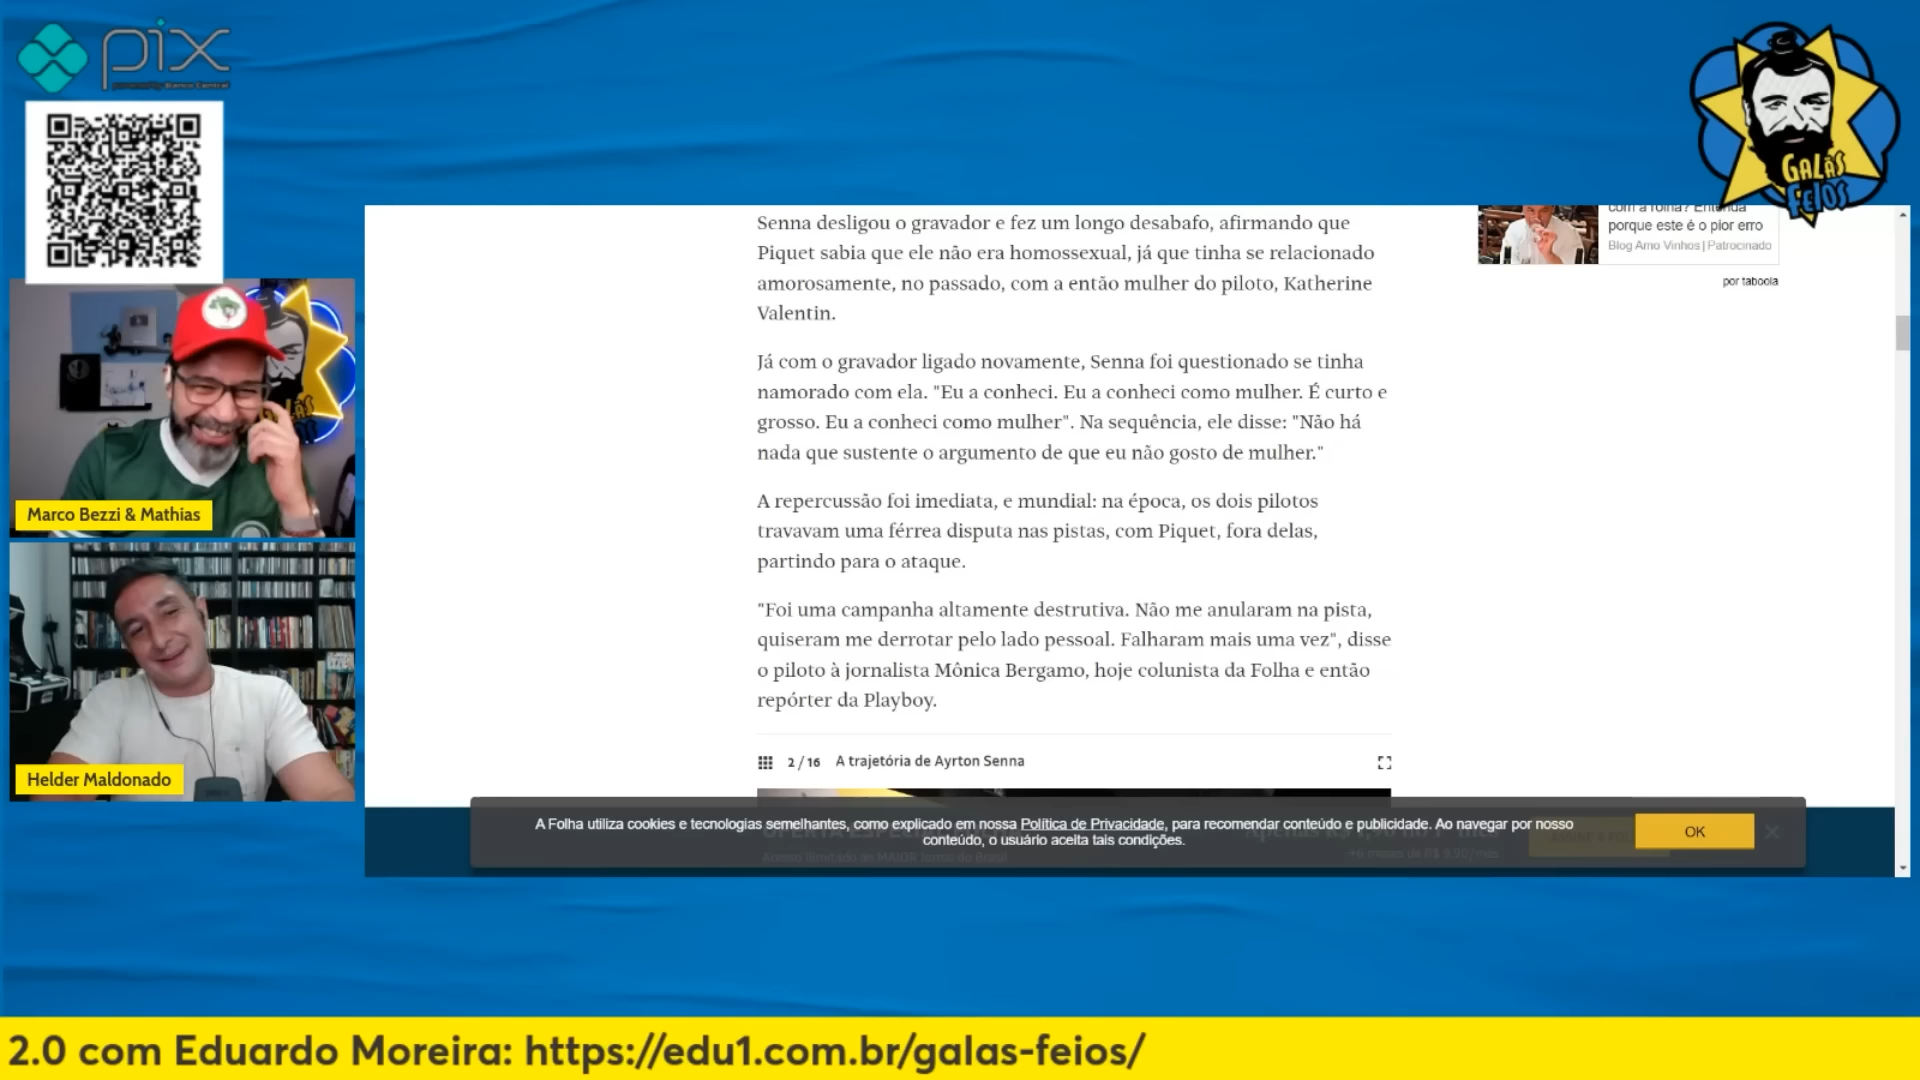 pix
powered by Banco Central
GALÃS
FEIOS
Marco Bezzi & Mathias
Helder Maldonado
Senna desligou o gravador e fez um longo desabafo, afirmando que
Piquet sabia que ele não era homossexual, já que tinha se relacionado
amorosamente, no passado, com a então mulher do piloto, Katherine
Valentin.
Já com o gravador ligado novamente, Senna foi questionado se tinha
namorado com ela. "Eu a conheci. Eu a conheci como mulher. É curto e
grosso. Eu a conheci como mulher". Na sequência, ele disse: "Não há
nada que sustente o argumento de que eu não gosto de mulher."
A repercussão foi imediata, e mundial: na época, os dois pilotos
travavam uma férrea disputa nas pistas, com Piquet, fora delas,
partindo para o ataque.
"Foi uma campanha altamente destrutiva. Não me anularam na pista,
quiseram me derrotar pelo lado pessoal. Falharam mais uma vez", disse
o piloto à jornalista Mônica Bergamo, hoje colunista da Folha e então
repórter da Playboy.
2 / 16 A trajetória de Ayrton Senna
com a rolha? Entenda
porque este é o pior erro
Blog Amo Vinhos | Patrocinado
por taboola
A Folha utiliza cookies e tecnologias semelhantes, como explicado em nossa Política de Privacidade, para recomendar conteúdo e publicidade. Ao navegar por nosso
conteúdo, o usuário aceita tais condições.
OK
2.0 com Eduardo Moreira: https://edu1.com.br/galas-feios/